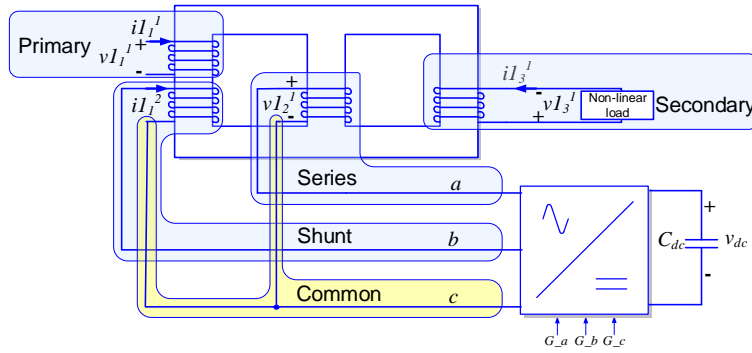 i1₁¹
Primary
+
v1₁¹
-
i1₁²
+
v1₂¹
-
i1₃¹
-
v1₃¹
+
Non-linear
load
Secondary
Series
a
Shunt
b
Common
c
+
C_dc
v_dc
-
G_a
G_b
G_c